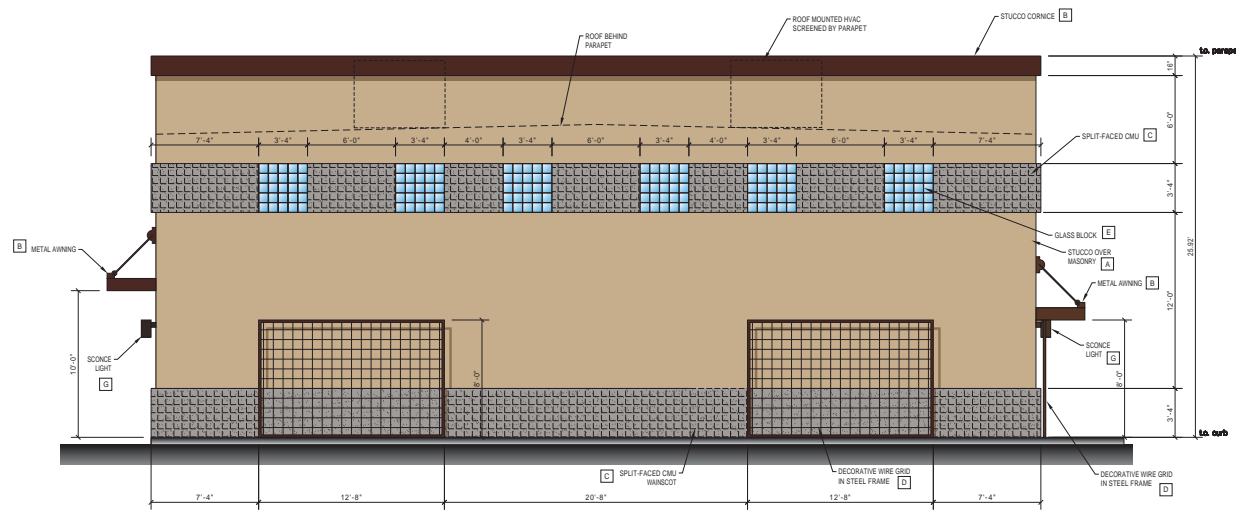 ROOF MOUNTED HVAC
SCREENED BY PARAPET
STUCCO CORNICE B
ROOF BEHIND
PARAPET
t.o. parape
16"
6'-0"
7'-4" 3'-4" 6'-0" 3'-4" 4'-0" 3'-4" 6'-0" 3'-4" 4'-0" 3'-4" 6'-0" 3'-4" 7'-4"
SPLIT-FACED CMU C
3'-4"
GLASS BLOCK E
B METAL AWNING
STUCCO OVER
MASONRY A
25.92'
METAL AWNING B
12'-0"
SCONCE
LIGHT
G
10'-0"
8'-0"
SCONCE
LIGHT G
8'-0"
3'-4"
t.o. curb
C SPLIT-FACED CMU
WAINSCOT
DECORATIVE WIRE GRID
IN STEEL FRAME D
DECORATIVE WIRE GRID
IN STEEL FRAME
D
7'-4" 12'-8" 20'-8" 12'-8" 7'-4"